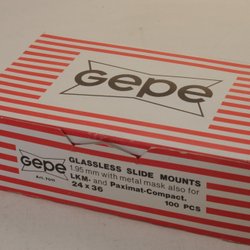 Gepe
Gepe
GLASSLESS SLIDE MOUNTS
1.95 mm with metal mask also for
LKM- and Paximat-Compact.
24 x 36
100 PCS
Art.